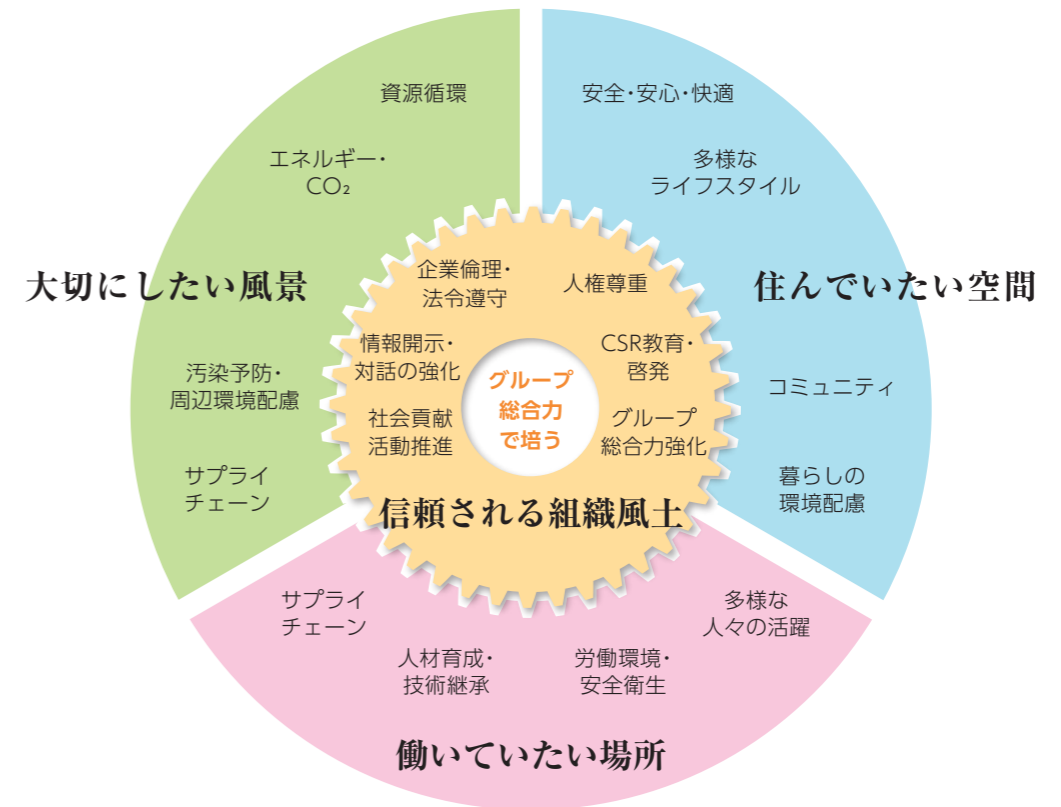 資源循環
エネルギー・
CO₂
大切にしたい風景
汚染予防・
周辺環境配慮
サプライ
チェーン
安全・安心・快適
多様な
ライフスタイル
住んでいたい空間
コミュニティ
暮らしの
環境配慮
企業倫理・
法令遵守
人権尊重
情報開示・
対話の強化
CSR教育・
啓発
社会貢献
活動推進
グループ
総合力強化
グループ
総合力
で培う
信頼される組織風土
サプライ
チェーン
人材育成・
技術継承
労働環境・
安全衛生
多様な
人々の活躍
働いていたい場所